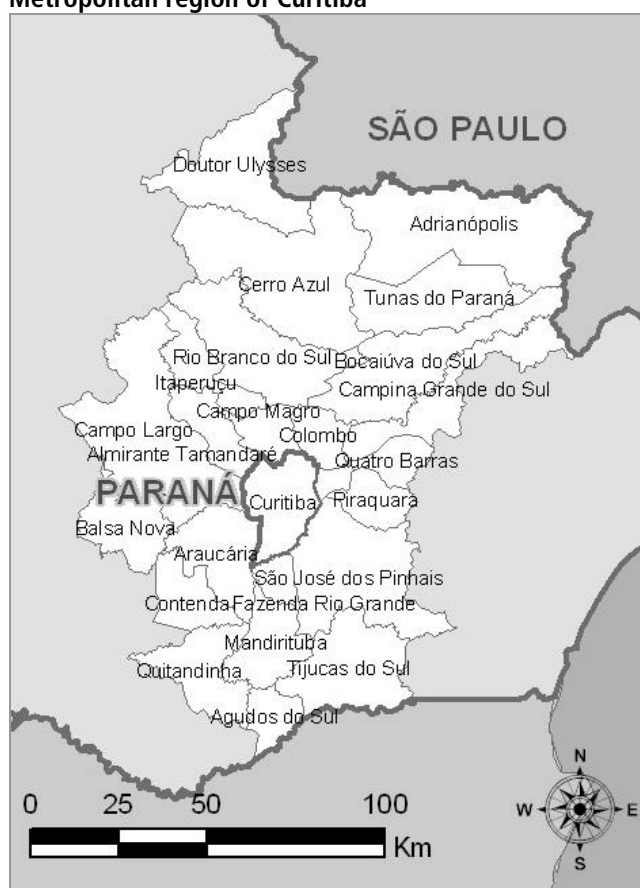 Metropolitan region of Curitiba
SÃO PAULO
Doutor Ulysses
Adrianópolis
Cerro Azul
Tunas do Paraná
Rio Branco do Sul
Bocaiúva do Sul
Itaperuçu
Campina Grande do Sul
Campo Magro
Campo Largo
Colombo
Almirante Tamandaré
Quatro Barras
PARANÁ
Curitiba
Piraquara
Balsa Nova
Araucária
São José dos Pinhais
Contenda
Fazenda Rio Grande
Mandirituba
Quitandinha
Tijucas do Sul
Agudos do Sul
N
W
E
S
0 25 50 100
Km